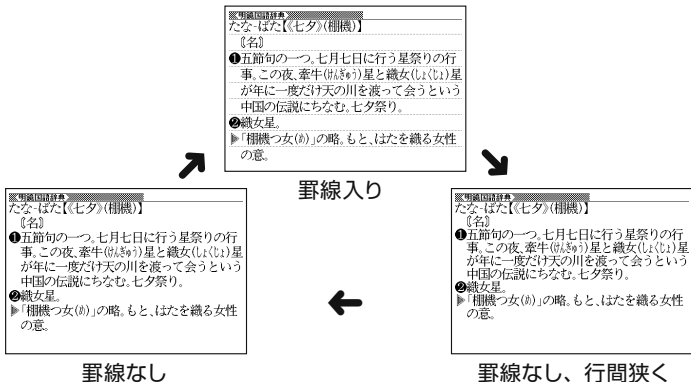 明鏡国語辞典
たな-ばた【《七夕》(棚機)】
〘名〙
❶五節句の一つ。七月七日に行う星祭りの行
事。この夜、牽牛(けんぎゅう)星と織女(しょくじょ)星
が年に一度だけ天の川を渡って会うという
中国の伝説にちなむ。七夕祭り。
❷織女星。
▶「棚機つ女(め)」の略。もと、はたを織る女性
の意。
罫線入り
明鏡国語辞典
たな-ばた【《七夕》(棚機)】
〘名〙
❶五節句の一つ。七月七日に行う星祭りの行
事。この夜、牽牛(けんぎゅう)星と織女(しょくじょ)星
が年に一度だけ天の川を渡って会うという
中国の伝説にちなむ。七夕祭り。
❷織女星。
▶「棚機つ女(め)」の略。もと、はたを織る女性
の意。
罫線なし
明鏡国語辞典
たな-ばた【《七夕》(棚機)】
〘名〙
❶五節句の一つ。七月七日に行う星祭りの行
事。この夜、牽牛(けんぎゅう)星と織女(しょくじょ)星
が年に一度だけ天の川を渡って会うという
中国の伝説にちなむ。七夕祭り。
❷織女星。
▶「棚機つ女(め)」の略。もと、はたを織る女性
の意。
罫線なし、行間狭く